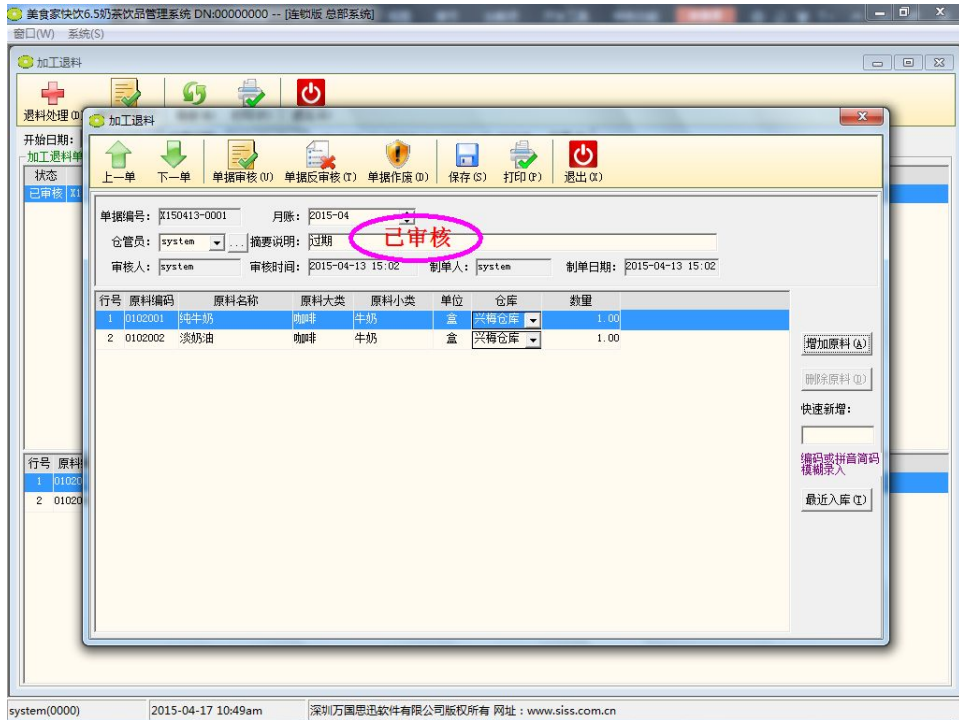 美食家快饮6.5奶茶饮品管理系统 DN:00000000 -- [连锁版 总部系统]
窗口(W) 系统(S)
加工退料
退料处理(D)
加工退料
上一单 下一单 单据审核(U) 单据反审核(T) 单据作废(D) 保存(S) 打印(P) 退出(X)
开始日期:
加工退料单
状态
已审核 X1
单据编号: X150413-0001 月账: 2015-04
仓管员: system ... 摘要说明: 过期
已审核
审核人: system 审核时间: 2015-04-13 15:02 制单人: system 制单日期: 2015-04-13 15:02
行号 原料编码 原料名称 原料大类 原料小类 单位 仓库 数量
1 0102001 纯牛奶 咖啡 牛奶 盒 兴梅仓库 1.00
2 0102002 淡奶油 咖啡 牛奶 盒 兴梅仓库 1.00
增加原料(A)
删除原料(D)
快速新增:
编码或拼音简码
模糊录入
最近入库(I)
行号 原料
1 01020
2 01020
system(0000) 2015-04-17 10:49am 深圳万国思迅软件有限公司版权所有 网址:www.siss.com.cn